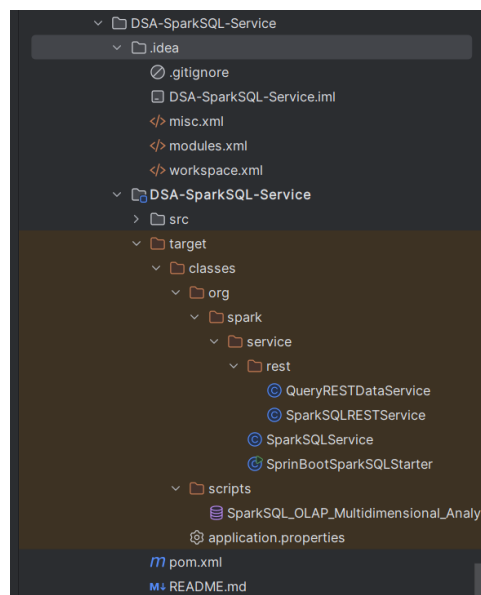 DSA-SparkSQL-Service
.idea
.gitignore
DSA-SparkSQL-Service.iml
misc.xml
modules.xml
workspace.xml
DSA-SparkSQL-Service
src
target
classes
org
spark
service
rest
QueryRESTDataService
SparkSQLRESTService
SparkSQLService
SprinBootSparkSQLStarter
scripts
SparkSQL_OLAP_Multidimensional_Analy
application.properties
pom.xml
README.md